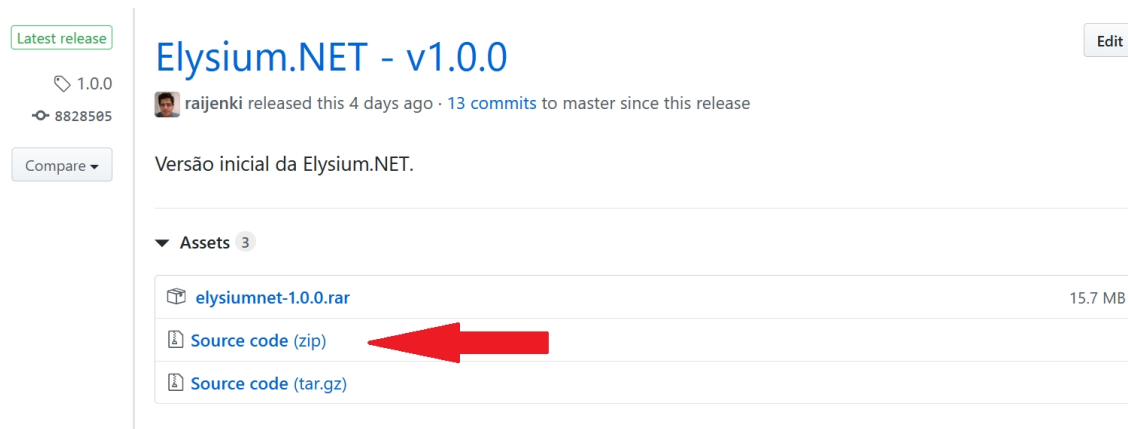 Latest release
1.0.0
8828505
Compare
Elysium.NET - v1.0.0
Edit
raijenki released this 4 days ago · 13 commits to master since this release
Versão inicial da Elysium.NET.
Assets 3
elysiumnet-1.0.0.rar 15.7 MB
Source code (zip)
Source code (tar.gz)